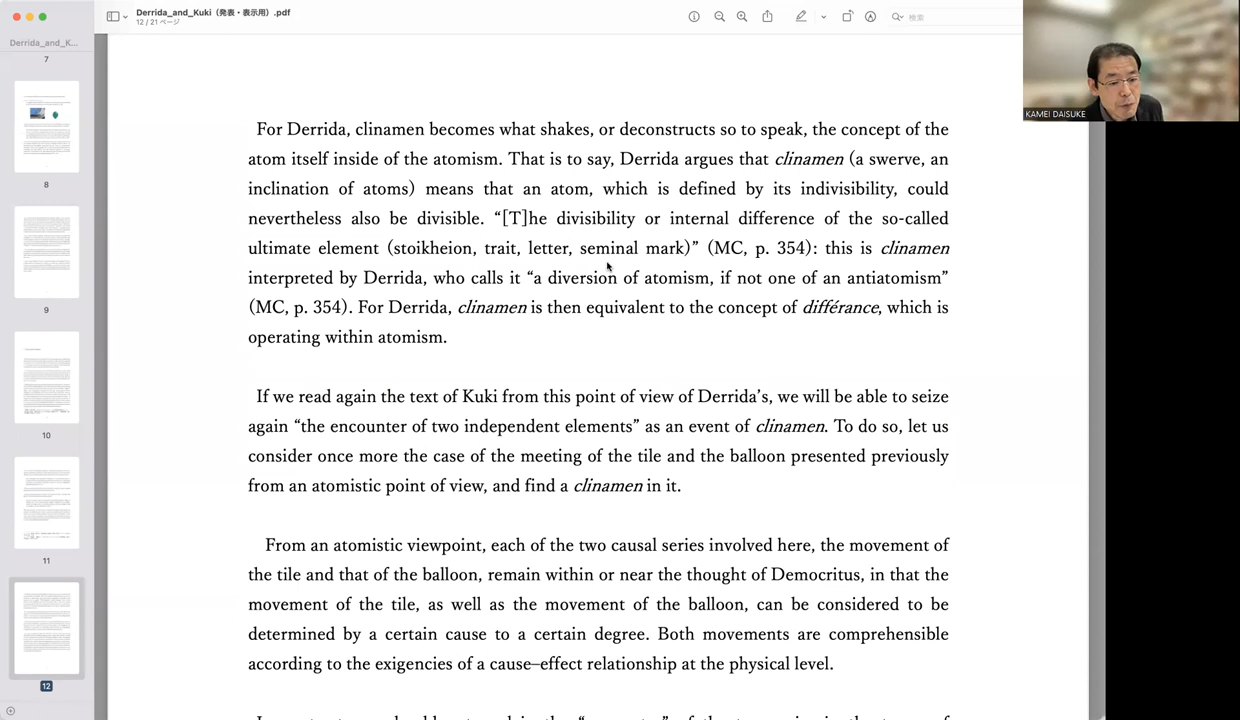 Derrida_and_Kuki（発表・表示用）.pdf
12 / 21 ページ
検索
Derrida_and_K...
7
8
9
10
11
12
KAMEI DAISUKE
For Derrida, clinamen becomes what shakes, or deconstructs so to speak, the concept of the
atom itself inside of the atomism. That is to say, Derrida argues that clinamen (a swerve, an
inclination of atoms) means that an atom, which is defined by its indivisibility, could
nevertheless also be divisible. “[T]he divisibility or internal difference of the so-called
ultimate element (stoikheion, trait, letter, seminal mark)” (MC, p. 354): this is clinamen
interpreted by Derrida, who calls it “a diversion of atomism, if not one of an antiatomism”
(MC, p. 354). For Derrida, clinamen is then equivalent to the concept of différance, which is
operating within atomism.
If we read again the text of Kuki from this point of view of Derrida’s, we will be able to seize
again “the encounter of two independent elements” as an event of clinamen. To do so, let us
consider once more the case of the meeting of the tile and the balloon presented previously
from an atomistic point of view, and find a clinamen in it.
From an atomistic viewpoint, each of the two causal series involved here, the movement of
the tile and that of the balloon, remain within or near the thought of Democritus, in that the
movement of the tile, as well as the movement of the balloon, can be considered to be
determined by a certain cause to a certain degree. Both movements are comprehensible
according to the exigencies of a cause–effect relationship at the physical level.